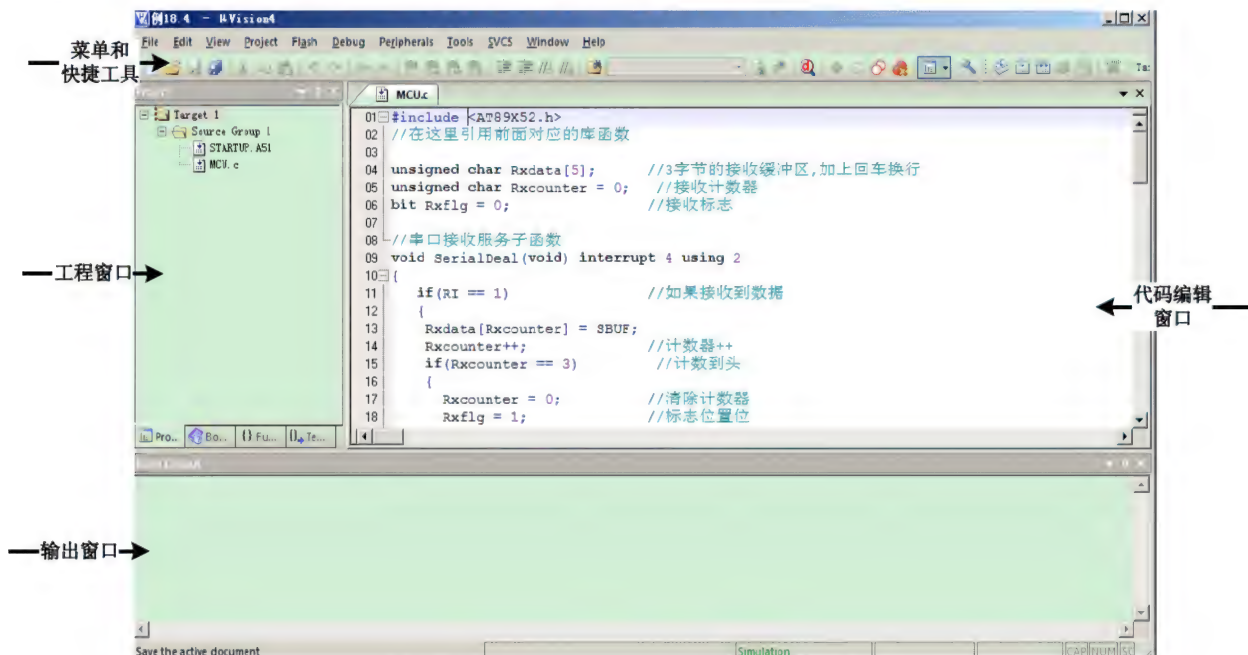 例18.4 - μVision4
File Edit View Project Flash Debug Peripherals Tools SVCS Window Help
菜单和
快捷工具
Target 1
Source Group 1
STARTUP.A51
MCU.c
工程窗口
Pro... Bo... {} Fu... Te...
MCU.c
01 #include <AT89X52.h>
02 //在这里引用前面对应的库函数
03
04 unsigned char Rxdata[5]; //3字节的接收缓冲区,加上回车换行
05 unsigned char Rxcounter = 0; //接收计数器
06 bit Rxflg = 0; //接收标志
07
08 //串口接收服务子函数
09 void SerialDeal(void) interrupt 4 using 2
10 {
11 if(RI == 1) //如果接收到数据
12 {
13 Rxdata[Rxcounter] = SBUF;
14 Rxcounter++; //计数器++
15 if(Rxcounter == 3) //计数到头
16 {
17 Rxcounter = 0; //清除计数器
18 Rxflg = 1; //标志位置位
代码编辑
窗口
输出窗口
Save the active document Simulation CAP NUM SC